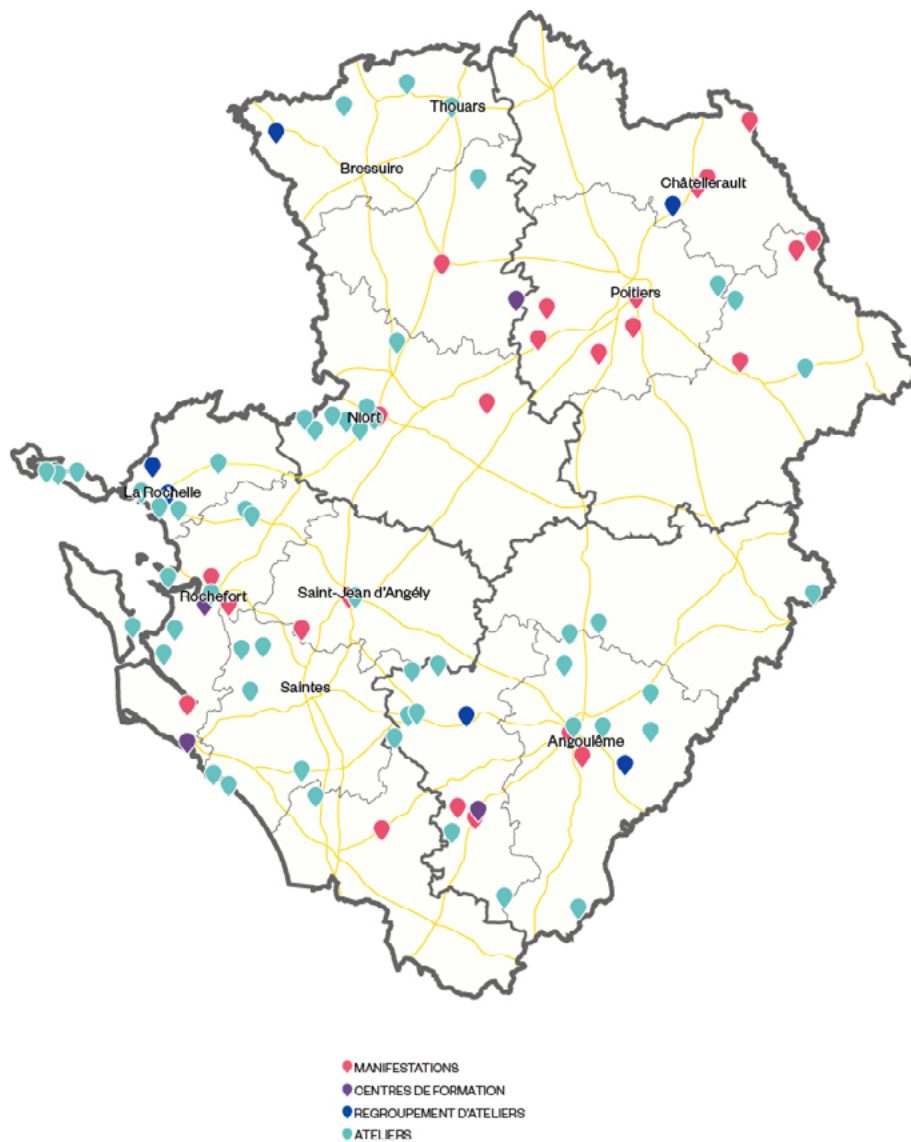 Thouars
Bressuire
Châtellerault
Poitiers
Niort
La Rochelle
Rochefort
Saint-Jean d'Angély
Saintes
Angoulême
MANIFESTATIONS
CENTRES DE FORMATION
REGROUPEMENT D'ATELIERS
ATELIERS